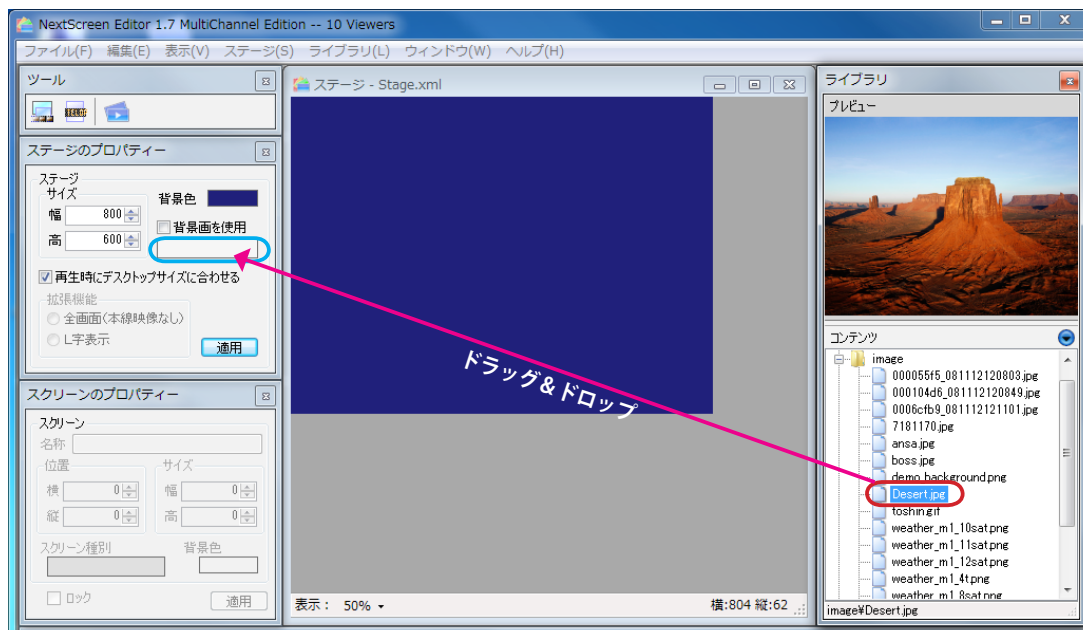 NextScreen Editor 1.7 MultiChannel Edition -- 10 Viewers
ファイル(F) 編集(E) 表示(V) ステージ(S) ライブラリ(L) ウィンドウ(W) ヘルプ(H)
ツール
ステージのプロパティー
ステージ
サイズ
幅 800
高 600
背景色
背景画を使用
再生時にデスクトップサイズに合わせる
拡張機能
全画面(本線映像なし)
L字表示
適用
スクリーンのプロパティー
スクリーン
名称
位置
横 0
縦 0
サイズ
幅 0
高 0
スクリーン種別
背景色
ロック
適用
ステージ - Stage.xml
ドラッグ&ドロップ
表示： 50%
横:804 縦:62
ライブラリ
プレビュー
コンテンツ
image
000055f5_081112120803.jpg
000104d6_081112120849.jpg
0006cfb9_081112121101.jpg
7181170.jpg
ansa.jpg
boss.jpg
demo_background.png
Desert.jpg
toshin.gif
weather_m1_10sat.png
weather_m1_11sat.png
weather_m1_12sat.png
weather_m1_4t.png
weather_m1_8sat.png
image¥Desert.jpg